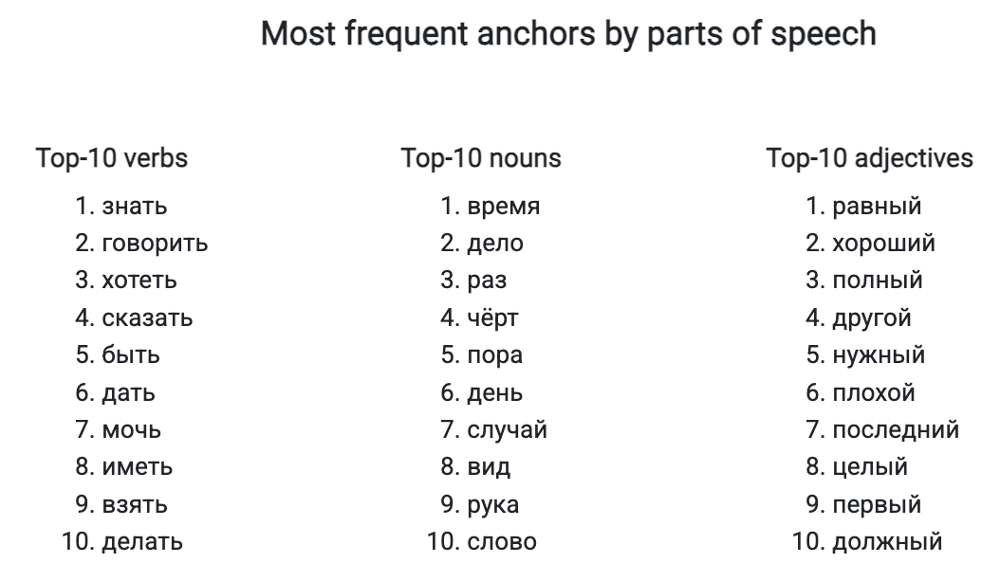 Most frequent anchors by parts of speech
Top-10 verbs
1. знать
2. говорить
3. хотеть
4. сказать
5. быть
6. дать
7. мочь
8. иметь
9. взять
10. делать
Top-10 nouns
1. время
2. дело
3. раз
4. чёрт
5. пора
6. день
7. случай
8. вид
9. рука
10. слово
Top-10 adjectives
1. равный
2. хороший
3. полный
4. другой
5. нужный
6. плохой
7. последний
8. целый
9. первый
10. должный